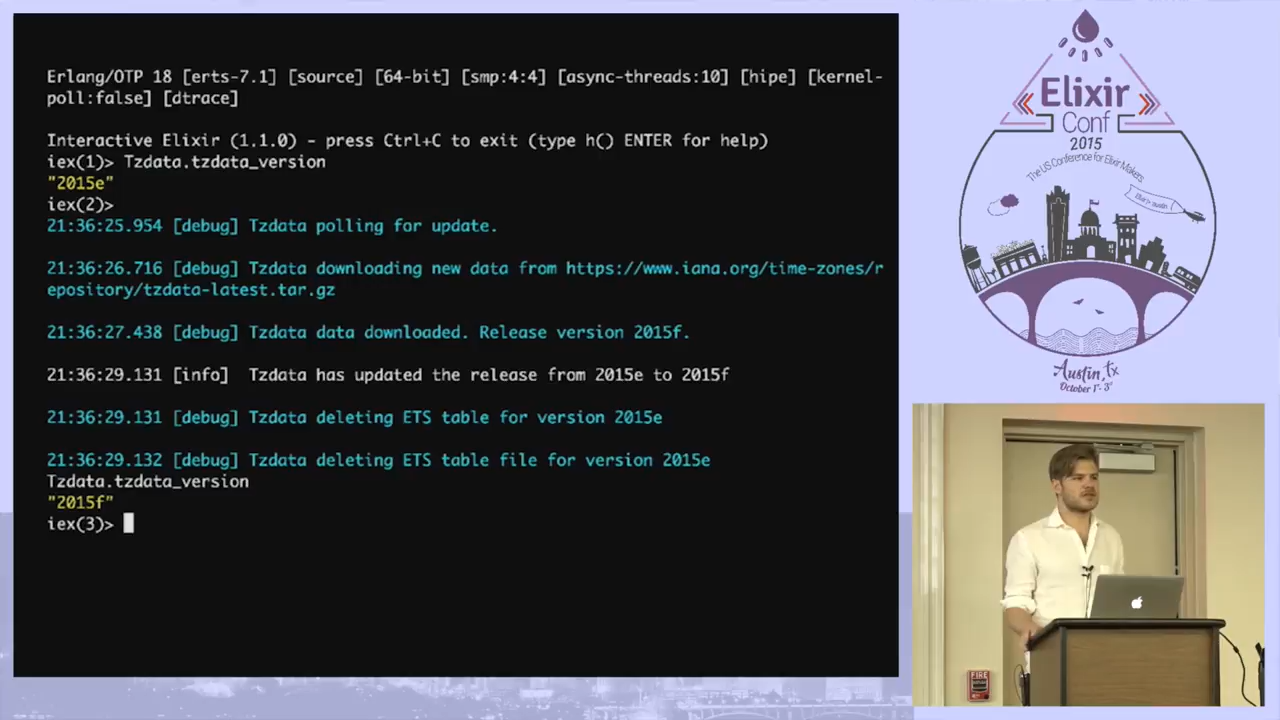 Erlang/OTP 18 [erts-7.1] [source] [64-bit] [smp:4:4] [async-threads:10] [hipe] [kernel-
poll:false] [dtrace]
Interactive Elixir (1.1.0) - press Ctrl+C to exit (type h() ENTER for help)
iex(1)> Tzdata.tzdata_version
"2015e"
iex(2)>
21:36:25.954 [debug] Tzdata polling for update.
21:36:26.716 [debug] Tzdata downloading new data from https://www.iana.org/time-zones/r
epository/tzdata-latest.tar.gz
21:36:27.438 [debug] Tzdata data downloaded. Release version 2015f.
21:36:29.131 [info]  Tzdata has updated the release from 2015e to 2015f
21:36:29.131 [debug] Tzdata deleting ETS table for version 2015e
21:36:29.132 [debug] Tzdata deleting ETS table file for version 2015e
Tzdata.tzdata_version
"2015f"
iex(3)>
Elixir
Conf
2015
The US Conference for Elixir Makers
Austin, tx
October 1st - 3rd
FIRE